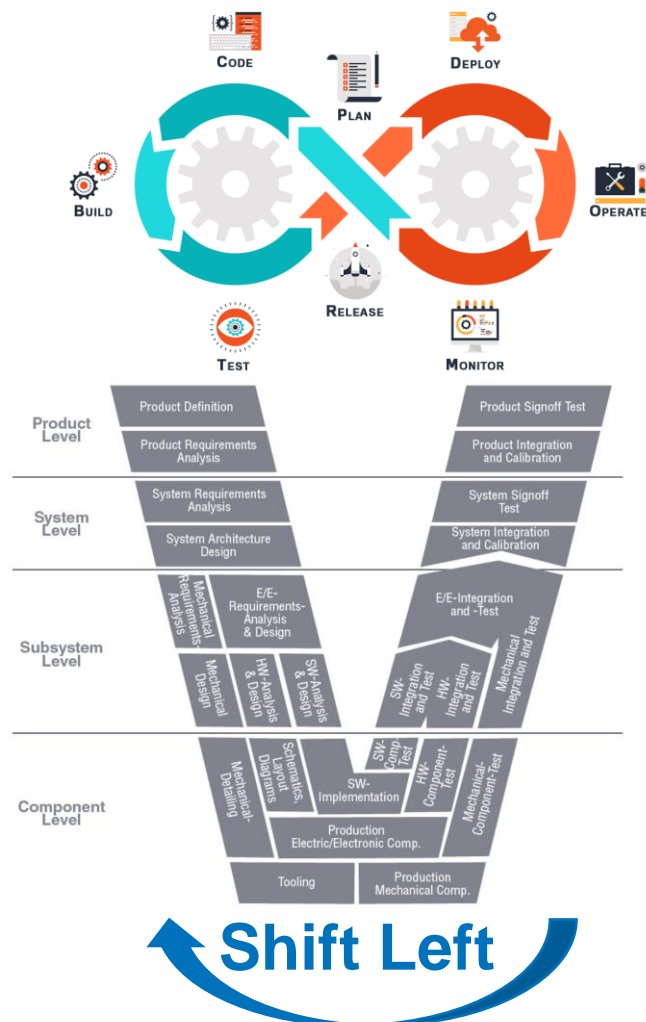 CODE
DEPLOY
PLAN
BUILD
OPERATE
RELEASE
TEST
MONITOR
Product
Level
Product Definition
Product Signoff Test
Product Requirements
Analysis
Product Integration
and Calibration
System
Level
System Requirements
Analysis
System Signoff
Test
System Architecture
Design
System Integration
and Calibration
Subsystem
Level
Mechanical
Requirements-
Analysis
E/E-
Requirements-
Analysis
& Design
E/E-Integration
and -Test
Mechanical
Design
HW-Analysis
& Design
SW-Analysis
& Design
SW-
Integration
and Test
HW-
Integration
and Test
Mechanical
Integration and Test
Component
Level
Mechanical-
Detailing
Schematics,
Layout
Diagrams
SW-
Implementation
SW-
Comp-
Test
HW-
Component-
Test
Mechanical-
Component-Test
Production
Electric/Electronic Comp.
Tooling
Production
Mechanical Comp.
Shift Left